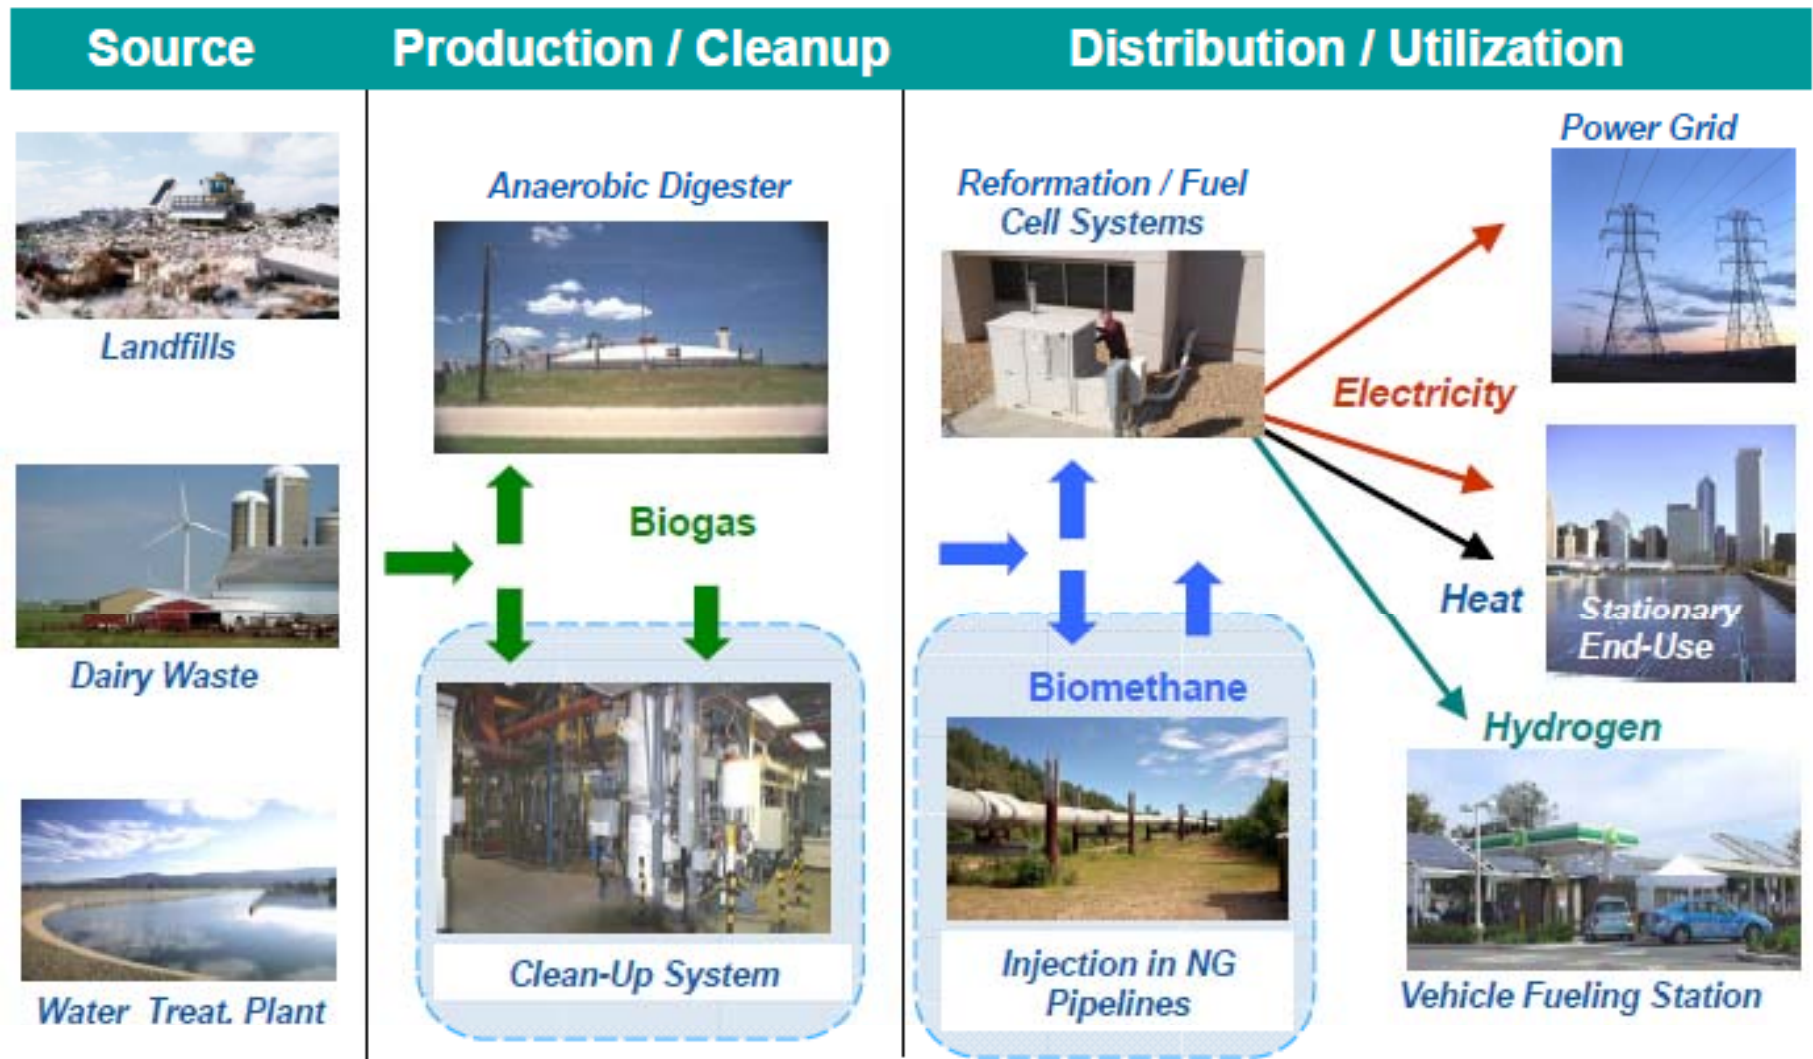 Source
Production / Cleanup
Distribution / Utilization
Landfills
Dairy Waste
Water Treat. Plant
Anaerobic Digester
Biogas
Clean-Up System
Reformation / Fuel
Cell Systems
Biomethane
Injection in NG
Pipelines
Power Grid
Electricity
Heat
Stationary
End-Use
Hydrogen
Vehicle Fueling Station